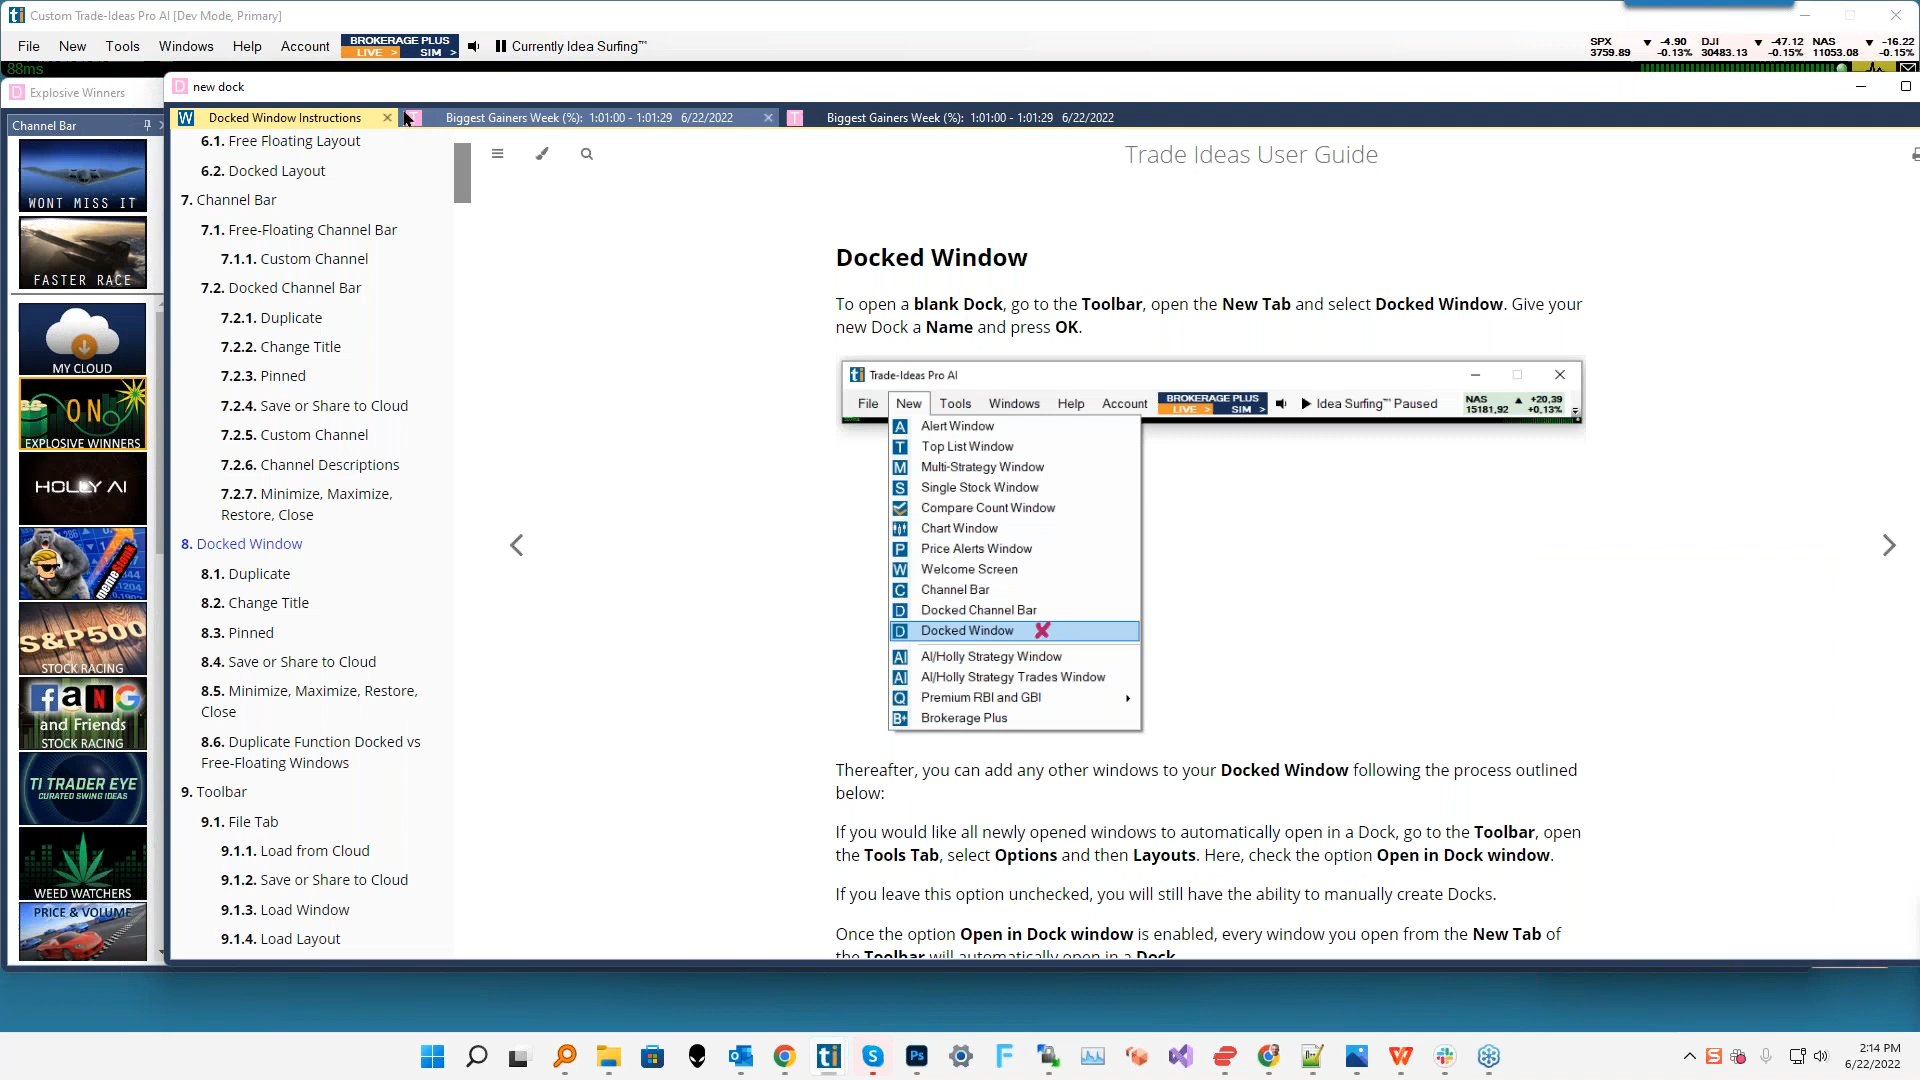 Custom Trade-Ideas Pro AI [Dev Mode, Primary]
File New Tools Windows Help Account BROKERAGE PLUS LIVE > SIM > Currently Idea Surfing™
SPX 3759.89 -4.90 -0.13% DJI 30483.13 -47.12 -0.15% NAS 11053.08 -16.22 -0.15%
88ms
Explosive Winners
new dock
Channel Bar
Docked Window Instructions
Biggest Gainers Week (%): 1:01:00 - 1:01:29 6/22/2022
Biggest Gainers Week (%): 1:01:00 - 1:01:29 6/22/2022
WONT MISS IT
FASTER RACE
MY CLOUD
ON
EXPLOSIVE WINNERS
HOLLY AI
memestonk
S&P500
STOCK RACING
f a N G
and Friends
STOCK RACING
TI TRADER EYE
CURATED SWING IDEAS
WEED WATCHERS
PRICE & VOLUME
6.1. Free Floating Layout
6.2. Docked Layout
7. Channel Bar
7.1. Free-Floating Channel Bar
7.1.1. Custom Channel
7.2. Docked Channel Bar
7.2.1. Duplicate
7.2.2. Change Title
7.2.3. Pinned
7.2.4. Save or Share to Cloud
7.2.5. Custom Channel
7.2.6. Channel Descriptions
7.2.7. Minimize, Maximize,
Restore, Close
8. Docked Window
8.1. Duplicate
8.2. Change Title
8.3. Pinned
8.4. Save or Share to Cloud
8.5. Minimize, Maximize, Restore,
Close
8.6. Duplicate Function Docked vs
Free-Floating Windows
9. Toolbar
9.1. File Tab
9.1.1. Load from Cloud
9.1.2. Save or Share to Cloud
9.1.3. Load Window
9.1.4. Load Layout
Trade Ideas User Guide
Docked Window
To open a blank Dock, go to the Toolbar, open the New Tab and select Docked Window. Give your
new Dock a Name and press OK.
Trade-Ideas Pro AI
File New Tools Windows Help Account BROKERAGE PLUS LIVE > SIM > Idea Surfing™ Paused NAS 15181,92 +20,39 +0,13%
Alert Window
Top List Window
Multi-Strategy Window
Single Stock Window
Compare Count Window
Chart Window
Price Alerts Window
Welcome Screen
Channel Bar
Docked Channel Bar
Docked Window
AI/Holly Strategy Window
AI/Holly Strategy Trades Window
Premium RBI and GBI
Brokerage Plus
Thereafter, you can add any other windows to your Docked Window following the process outlined
below:
If you would like all newly opened windows to automatically open in a Dock, go to the Toolbar, open
the Tools Tab, select Options and then Layouts. Here, check the option Open in Dock window.
If you leave this option unchecked, you will still have the ability to manually create Docks.
Once the option Open in Dock window is enabled, every window you open from the New Tab of
the Toolbar will automatically open in a Dock.
2:14 PM
6/22/2022